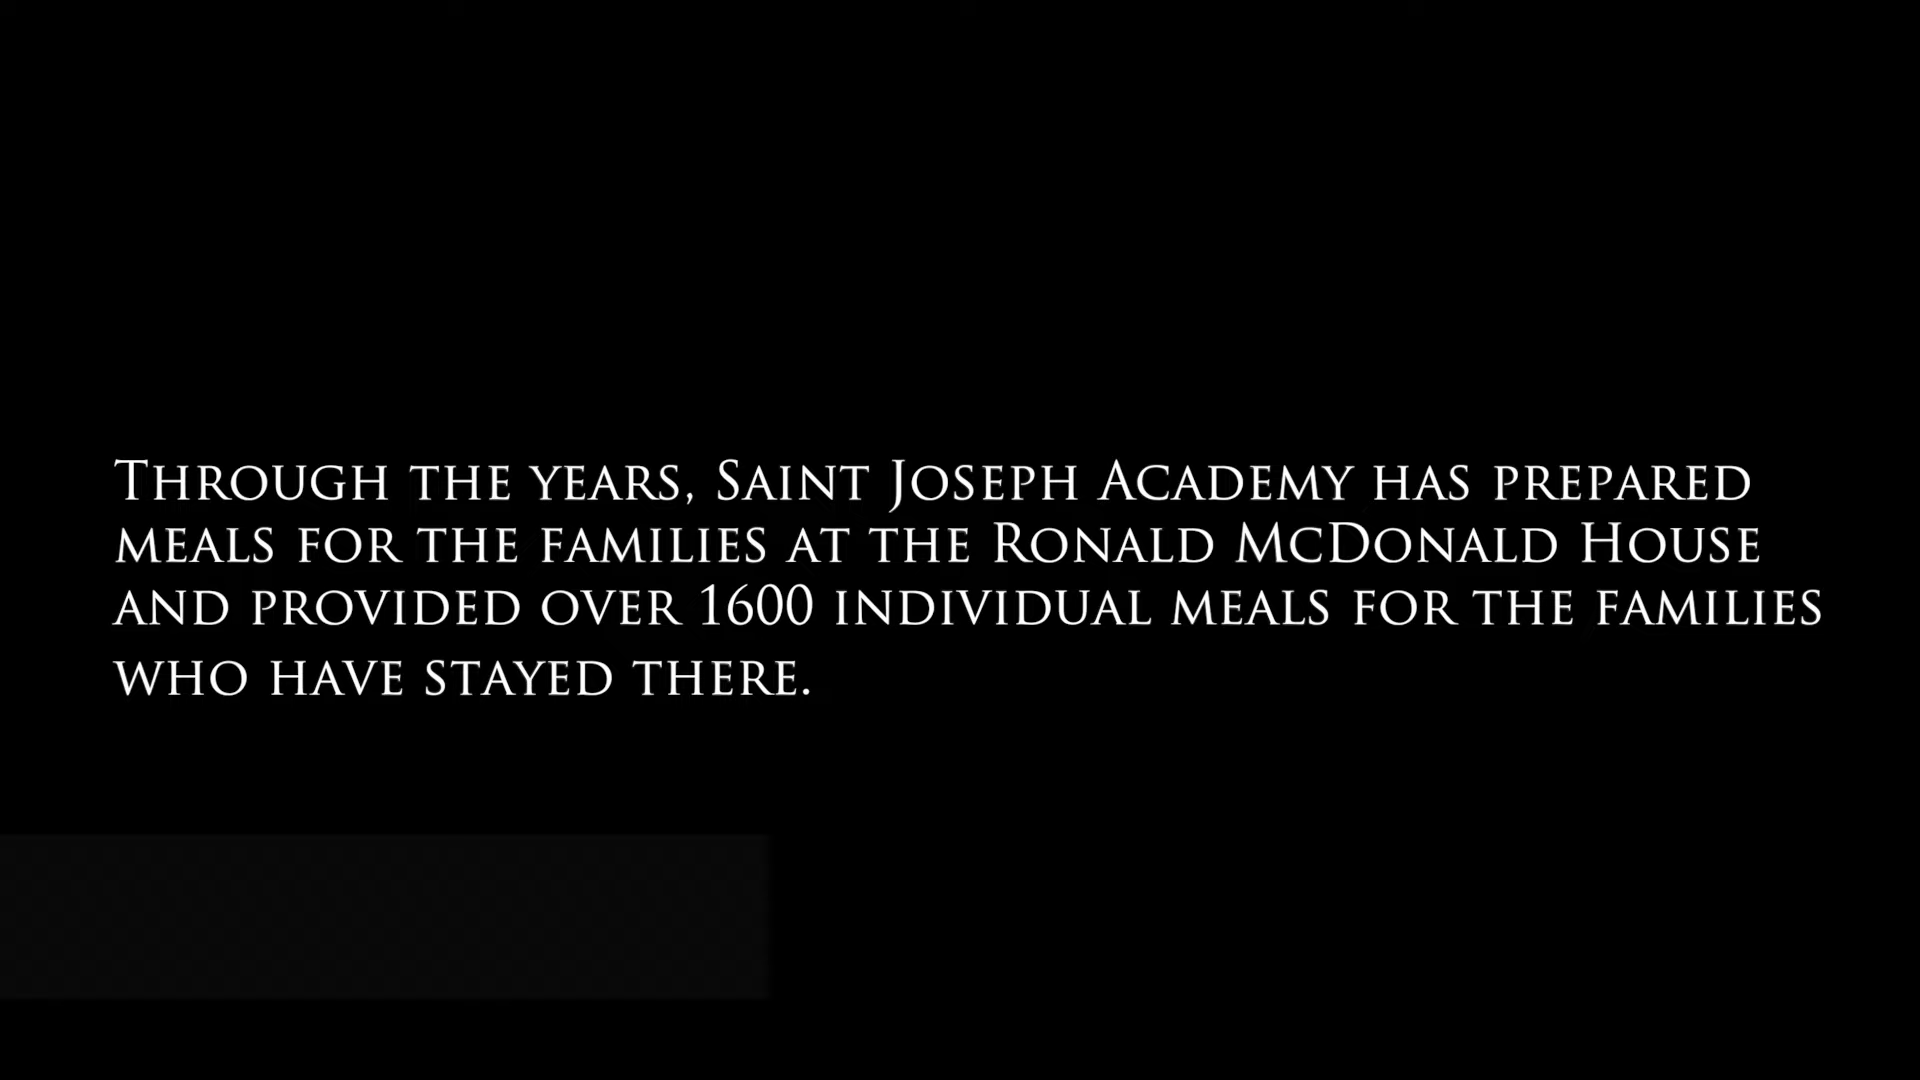 Through the years, Saint Joseph Academy has prepared
meals for the families at the Ronald McDonald House
and provided over 1600 individual meals for the families
who have stayed there.